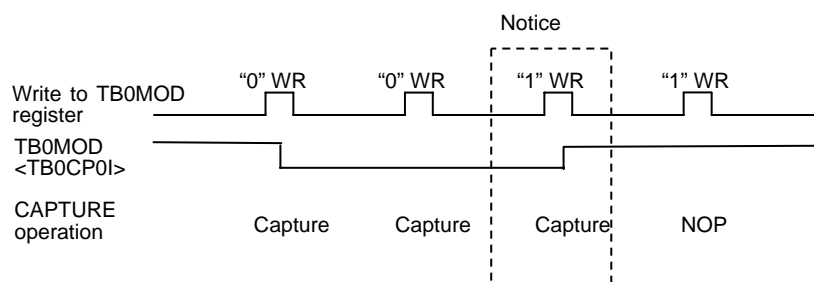 Notice
“0” WR “0” WR “1” WR “1” WR
Write to TB0MOD
register
TB0MOD
<TB0CP0I>
CAPTURE
operation
Capture Capture Capture NOP